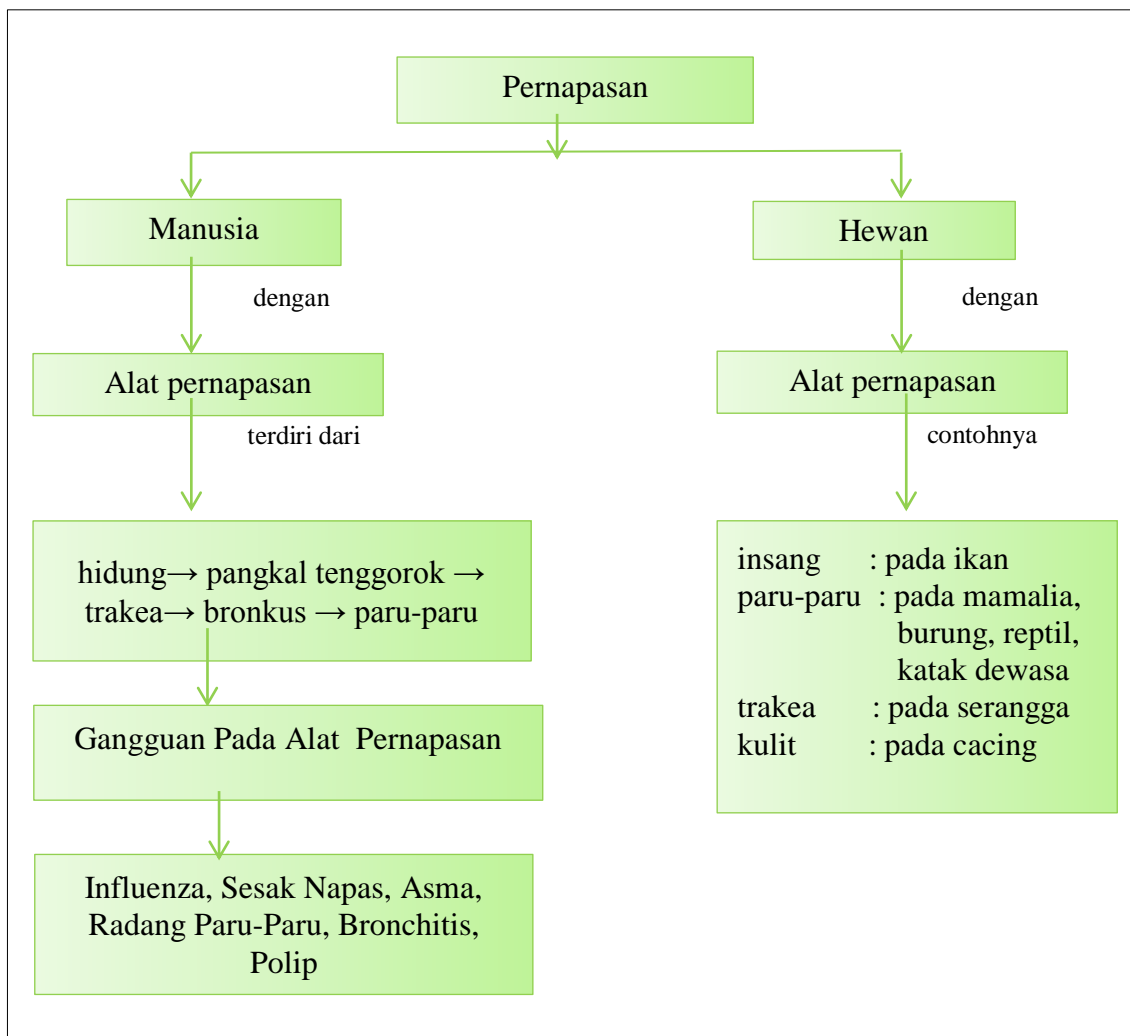 Pernapasan
Manusia
Hewan
dengan
dengan
Alat pernapasan
Alat pernapasan
terdiri dari
contohnya
hidung→ pangkal tenggorok →
trakea→ bronkus → paru-paru
insang : pada ikan
paru-paru : pada mamalia,
burung, reptil,
katak dewasa
trakea : pada serangga
kulit : pada cacing
Gangguan Pada Alat Pernapasan
Influenza, Sesak Napas, Asma,
Radang Paru-Paru, Bronchitis,
Polip